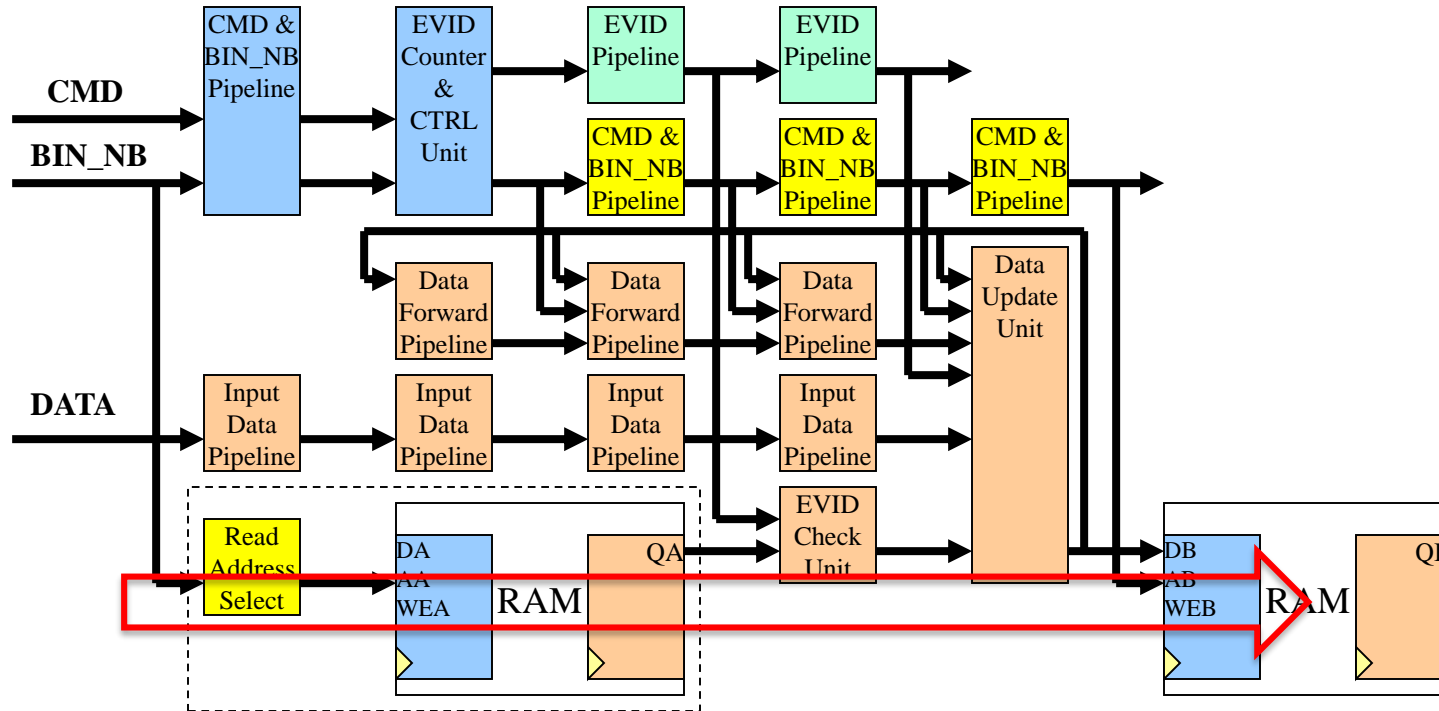 CMD &
BIN_NB
Pipeline
EVID
Counter
&
CTRL
Unit
EVID
Pipeline
EVID
Pipeline
CMD
BIN_NB
CMD &
BIN_NB
Pipeline
CMD &
BIN_NB
Pipeline
CMD &
BIN_NB
Pipeline
Data
Forward
Pipeline
Data
Forward
Pipeline
Data
Forward
Pipeline
Data
Update
Unit
DATA
Input
Data
Pipeline
Input
Data
Pipeline
Input
Data
Pipeline
Input
Data
Pipeline
Read
Address
Select
DA
AA
WEA
RAM
QA
EVID
Check
Unit
DB
AB
WEB
RAM